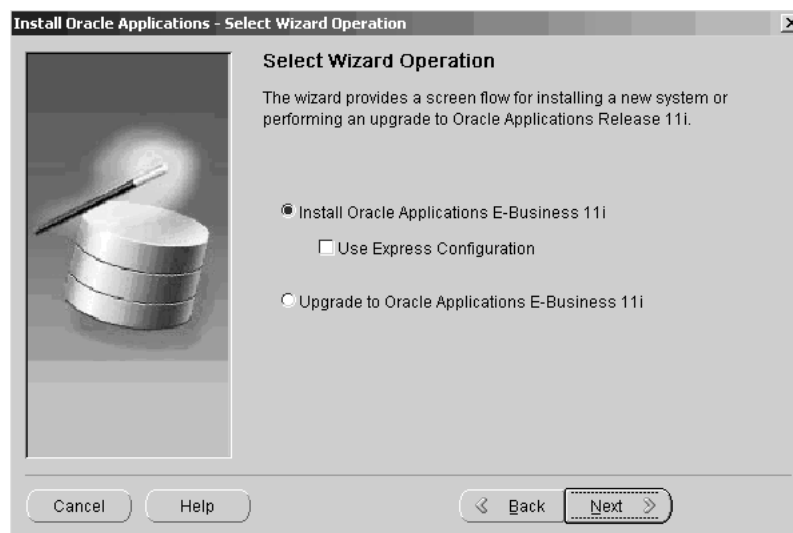 Install Oracle Applications - Select Wizard Operation
Select Wizard Operation
The wizard provides a screen flow for installing a new system or
performing an upgrade to Oracle Applications Release 11i.
Install Oracle Applications E-Business 11i
Use Express Configuration
Upgrade to Oracle Applications E-Business 11i
Cancel Help Back Next